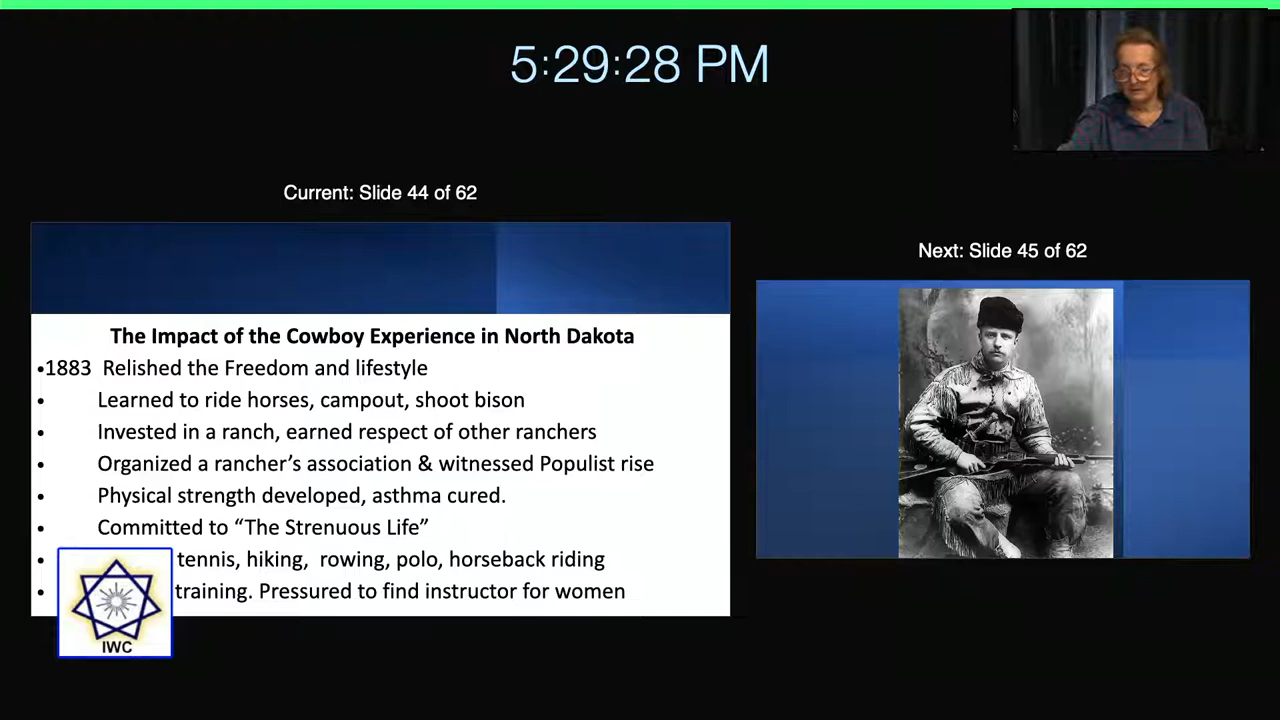 5:29:28 PM
Current: Slide 44 of 62
Next: Slide 45 of 62
The Impact of the Cowboy Experience in North Dakota
•1883 Relished the Freedom and lifestyle
• Learned to ride horses, campout, shoot bison
• Invested in a ranch, earned respect of other ranchers
• Organized a rancher's association & witnessed Populist rise
• Physical strength developed, asthma cured.
• Committed to “The Strenuous Life”
• tennis, hiking, rowing, polo, horseback riding
• training. Pressured to find instructor for women
IWC